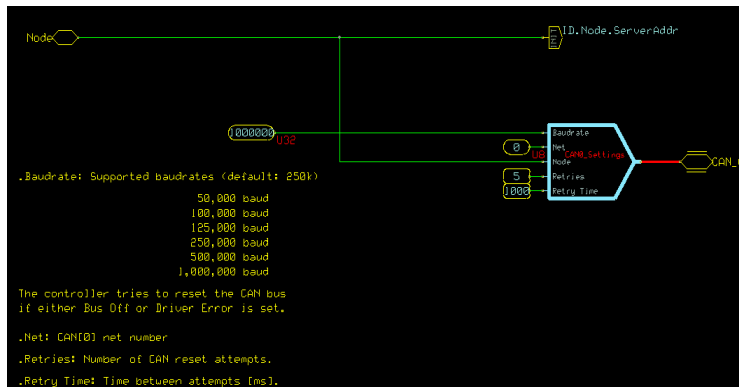 Node
ID.Node.ServerAddr
1000000
U32
Baudrate
0
U8
Net
CAN0_Settings
Node
5
Retries
1000
Retry Time
.Baudrate: Supported baudrates (default: 250k)
50,000 baud
100,000 baud
125,000 baud
250,000 baud
500,000 baud
1,000,000 baud
The controller tries to reset the CAN bus
if either Bus Off or Driver Error is set.
.Net: CAN[0] net number
.Retries: Number of CAN reset attempts.
.Retry Time: Time between attempts [ms].